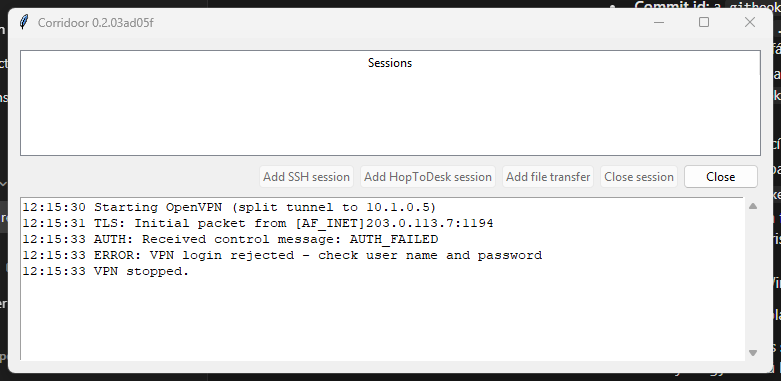 Corridoor 0.2.03ad05f
Sessions
Add SSH session Add HopToDesk session Add file transfer Close session Close
12:15:30 Starting OpenVPN (split tunnel to 10.1.0.5)
12:15:31 TLS: Initial packet from [AF_INET]203.0.113.7:1194
12:15:33 AUTH: Received control message: AUTH_FAILED
12:15:33 ERROR: VPN login rejected - check user name and password
12:15:33 VPN stopped.